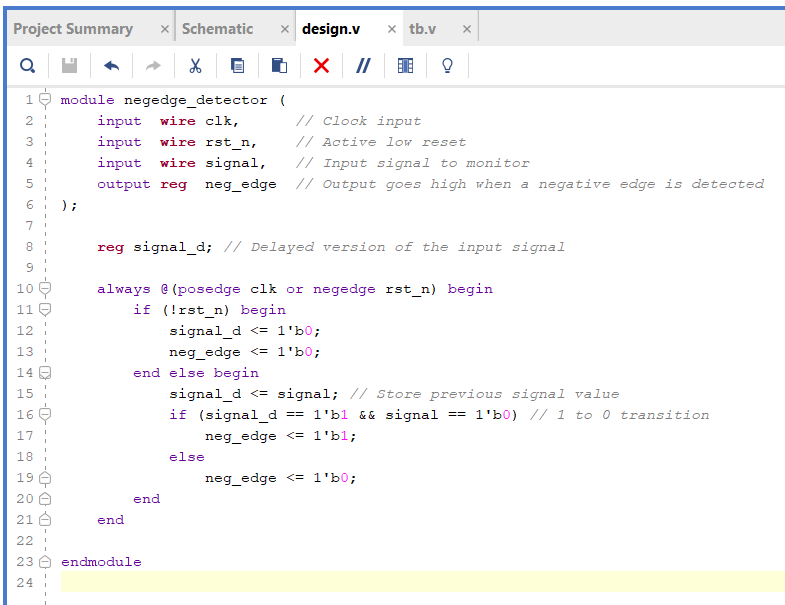 Project Summary × Schematic × design.v × tb.v ×
1 module negedge_detector (
2     input  wire clk,      // Clock input
3     input  wire rst_n,    // Active low reset
4     input  wire signal,   // Input signal to monitor
5     output reg  neg_edge  // Output goes high when a negative edge is detected
6 );
7
8     reg signal_d; // Delayed version of the input signal
9
10     always @(posedge clk or negedge rst_n) begin
11         if (!rst_n) begin
12             signal_d <= 1'b0;
13             neg_edge <= 1'b0;
14         end else begin
15             signal_d <= signal; // Store previous signal value
16             if (signal_d == 1'b1 && signal == 1'b0) // 1 to 0 transition
17                 neg_edge <= 1'b1;
18             else
19                 neg_edge <= 1'b0;
20         end
21     end
22
23 endmodule
24